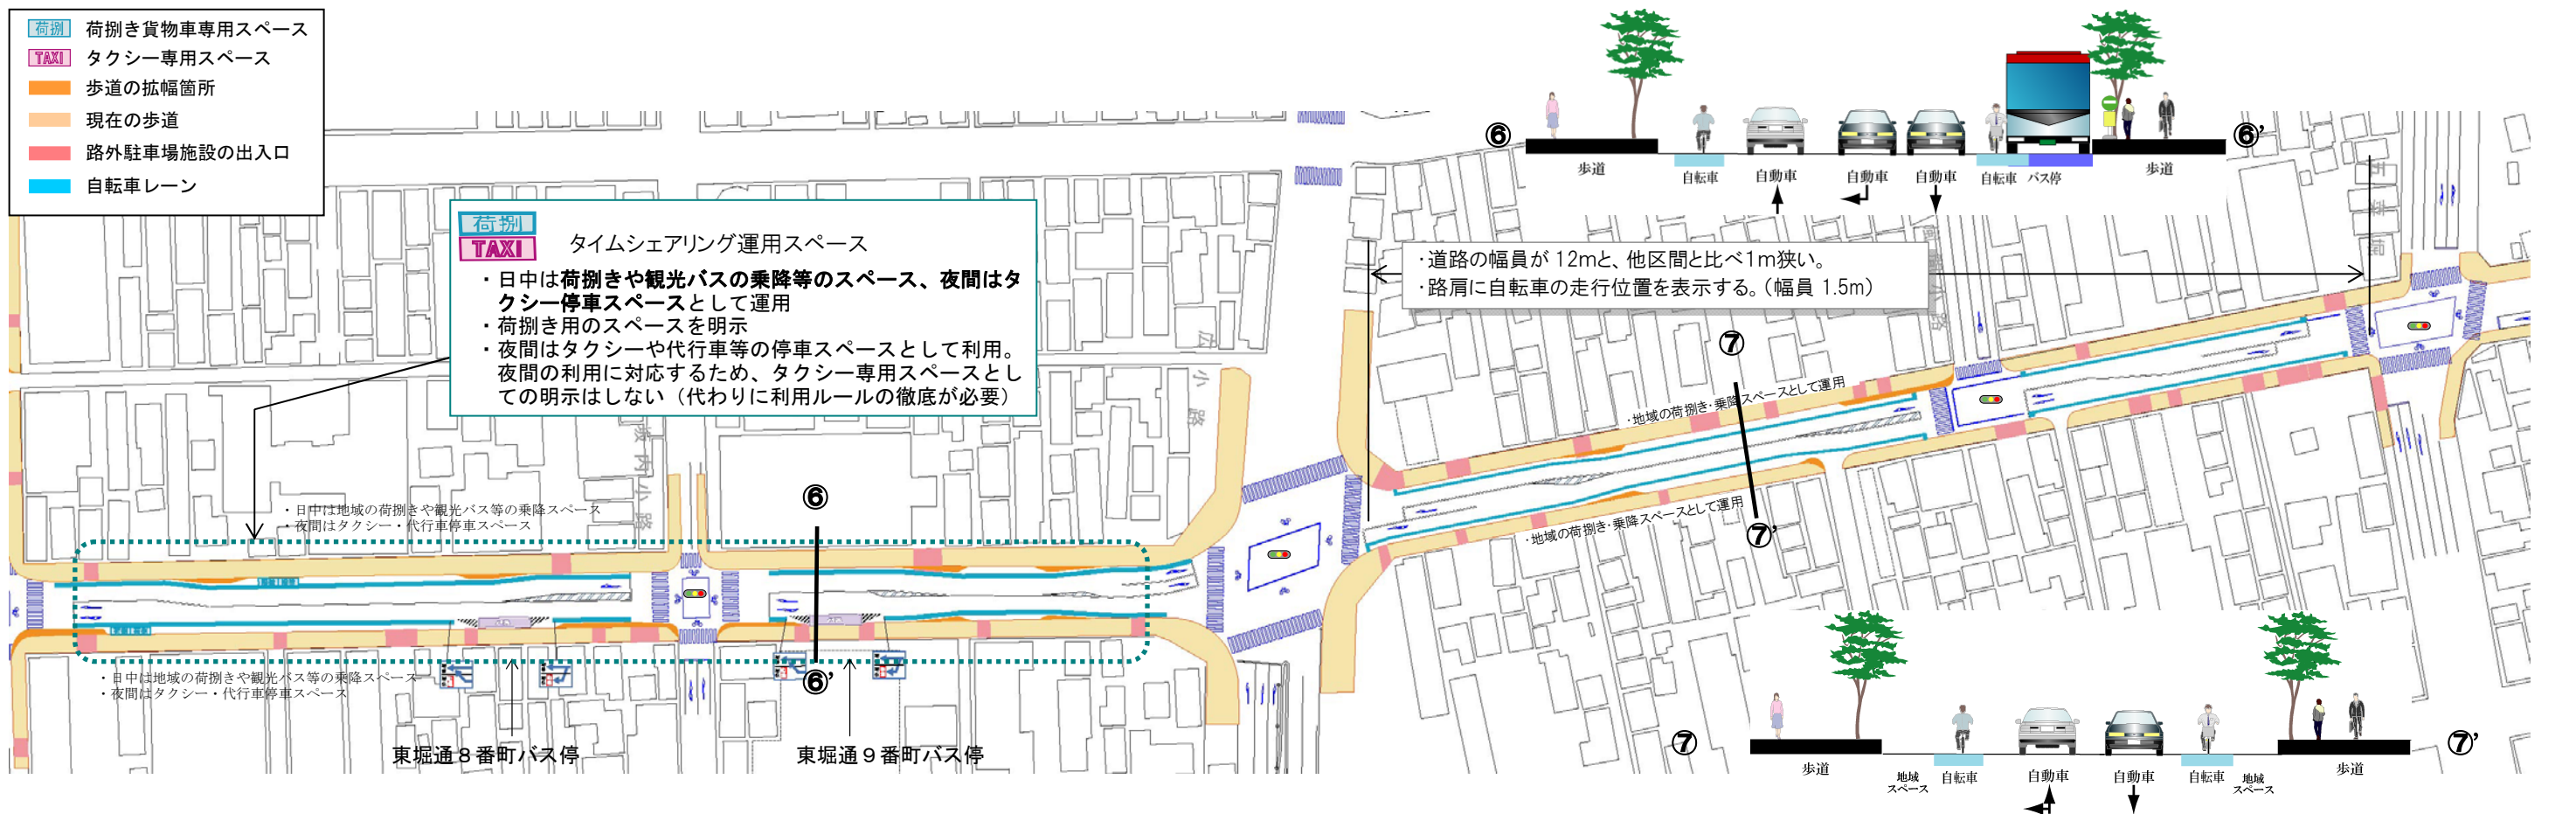 荷捌 荷捌き貨物車専用スペース
TAXI タクシー専用スペース
歩道の拡幅箇所
現在の歩道
路外駐車場施設の出入口
自転車レーン
荷捌
TAXI
タイムシェアリング運用スペース
・日中は荷捌きや観光バスの乗降等のスペース、夜間はタ
クシー停車スペースとして運用
・荷捌き用のスペースを明示
・夜間はタクシーや代行車等の停車スペースとして利用。
夜間の利用に対応するため、タクシー専用スペースとし
ての明示はしない（代わりに利用ルールの徹底が必要）
⑥
⑥’
歩道
自転車
自動車
自動車
自動車
自転車
バス停
歩道
・道路の幅員が 12mと、他区間と比べ1m狭い。
・路肩に自転車の走行位置を表示する。（幅員 1.5m）
⑦
・地域の荷捌き・乗降スペースとして運用
・地域の荷捌き・乗降スペースとして運用
⑦’
広
小
路
坂
内
小
路
小
路
・日中は地域の荷捌きや観光バス等の乗降スペース
・夜間はタクシー・代行車停車スペース
⑥
⑥’
・日中は地域の荷捌きや観光バス等の乗降スペース
・夜間はタクシー・代行車停車スペース
東堀通８番町バス停
東堀通９番町バス停
⑦
⑦’
歩道
地域
スペース
自転車
自動車
自動車
自転車
地域
スペース
歩道